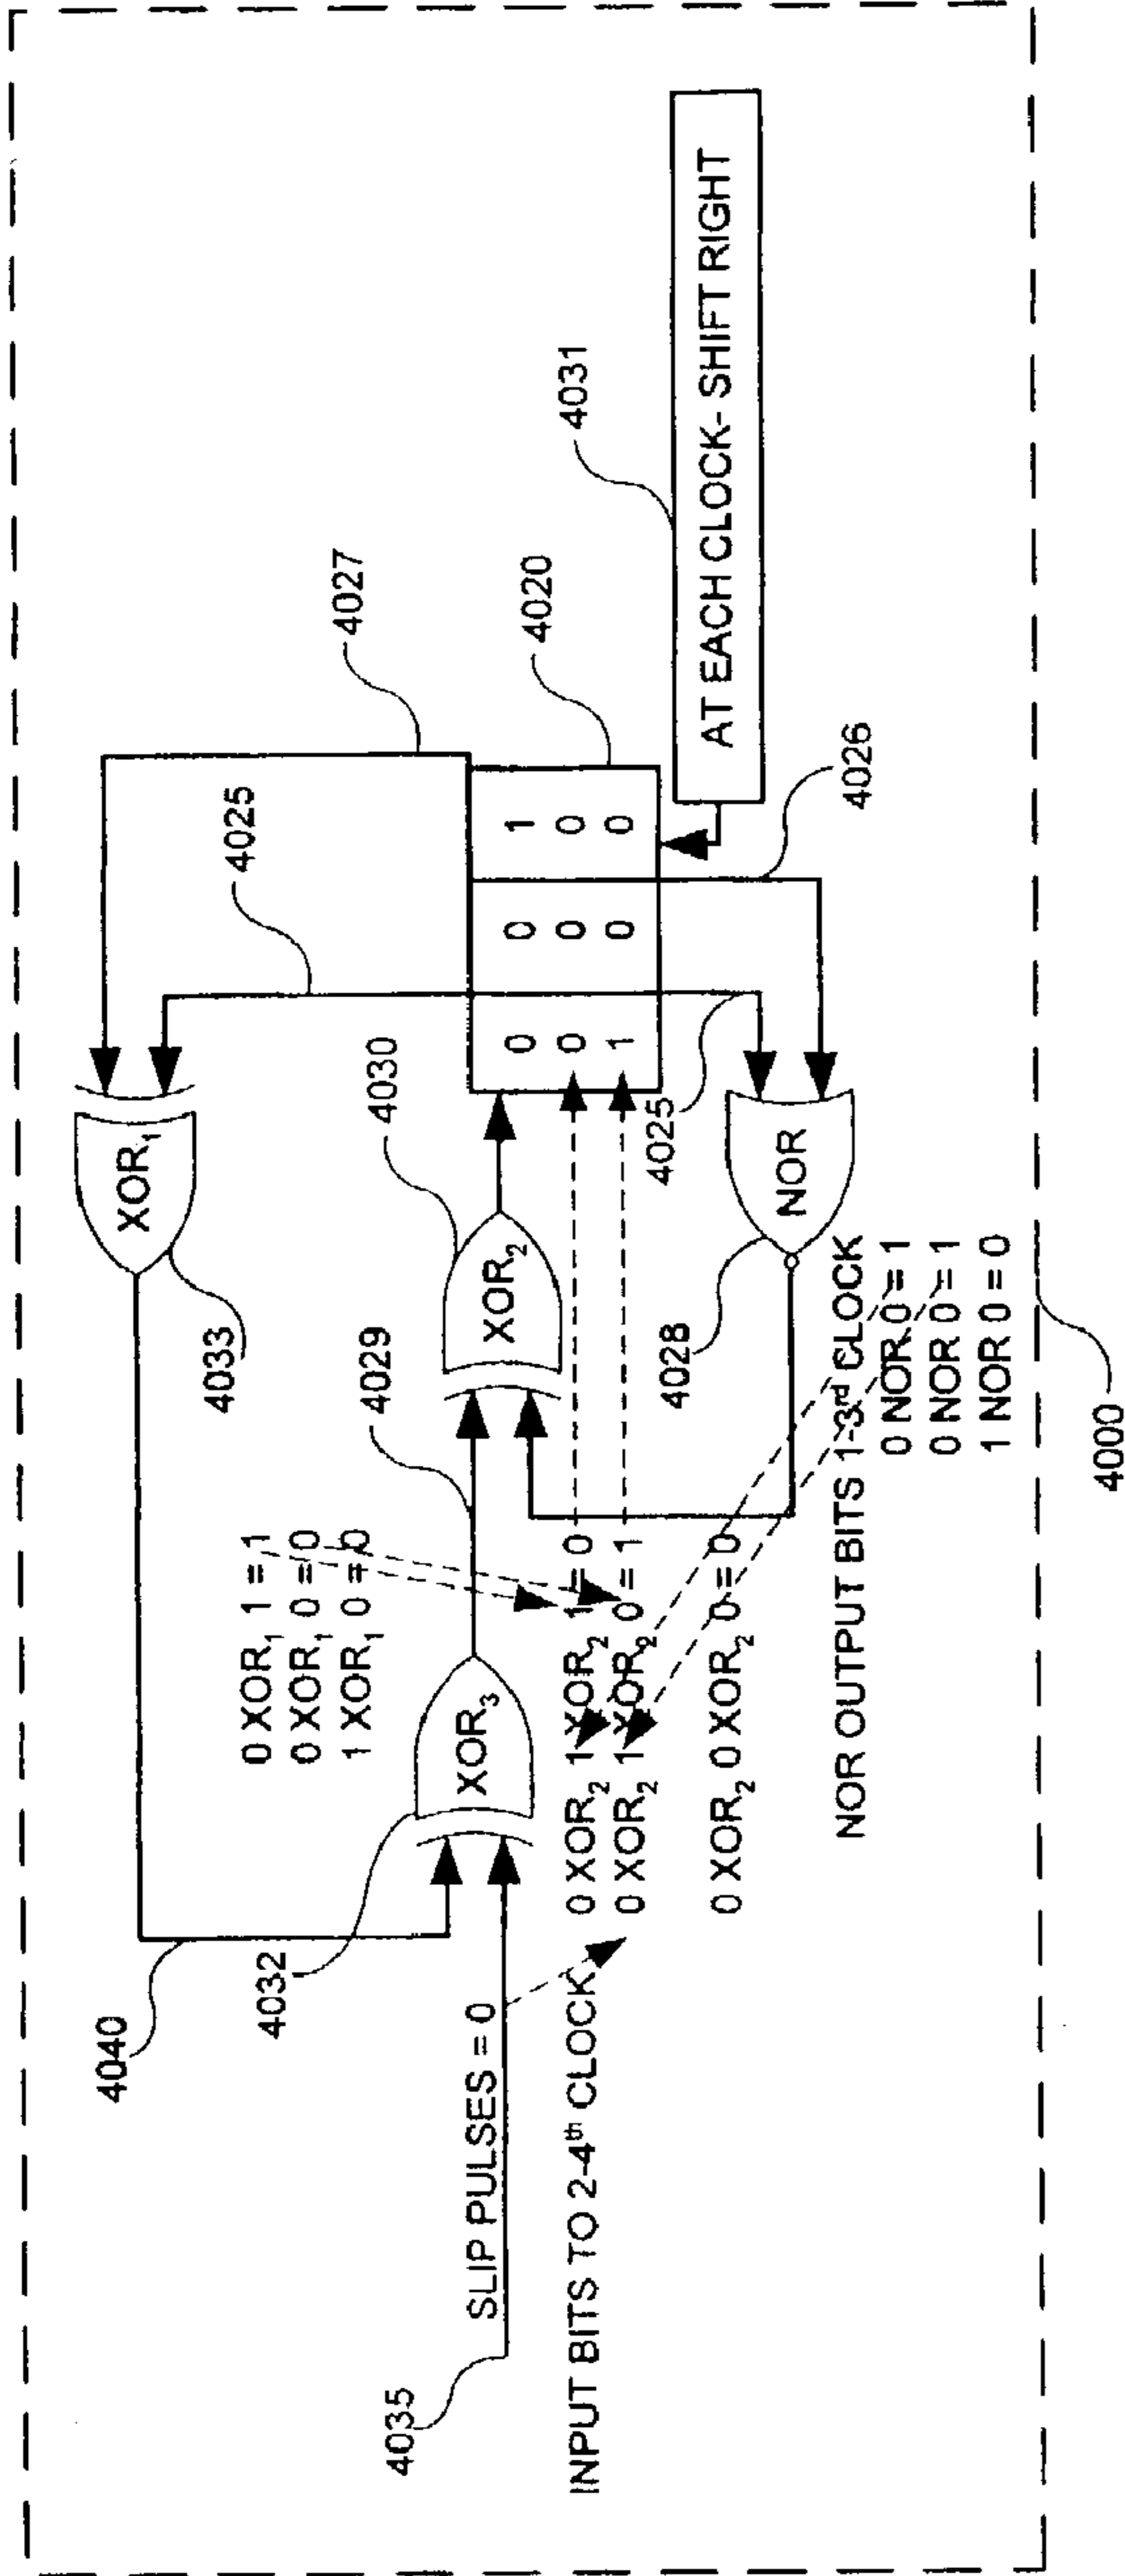 4027
4025
XOR₁
4033
4040
0 XOR₁ 1 = 1
0 XOR₁ 0 = 0
1 XOR₁ 0 = 0
4029
4030
4020
4031
4032
XOR₃
XOR₂
0 0 1
0 0 0
1 0 0
AT EACH CLOCK- SHIFT RIGHT
4035
SLIP PULSES = 0
INPUT BITS TO 2-4th CLOCK
0 XOR₂ 1 XOR₂ 1 = 0
0 XOR₂ 1 XOR₂ 0 = 1
0 XOR₂ 0 XOR₂ 0 = 0
4025
4026
NOR
4028
NOR OUTPUT BITS 1-3rd CLOCK
0 NOR 0 = 1
0 NOR 0 = 1
1 NOR 0 = 0
4000